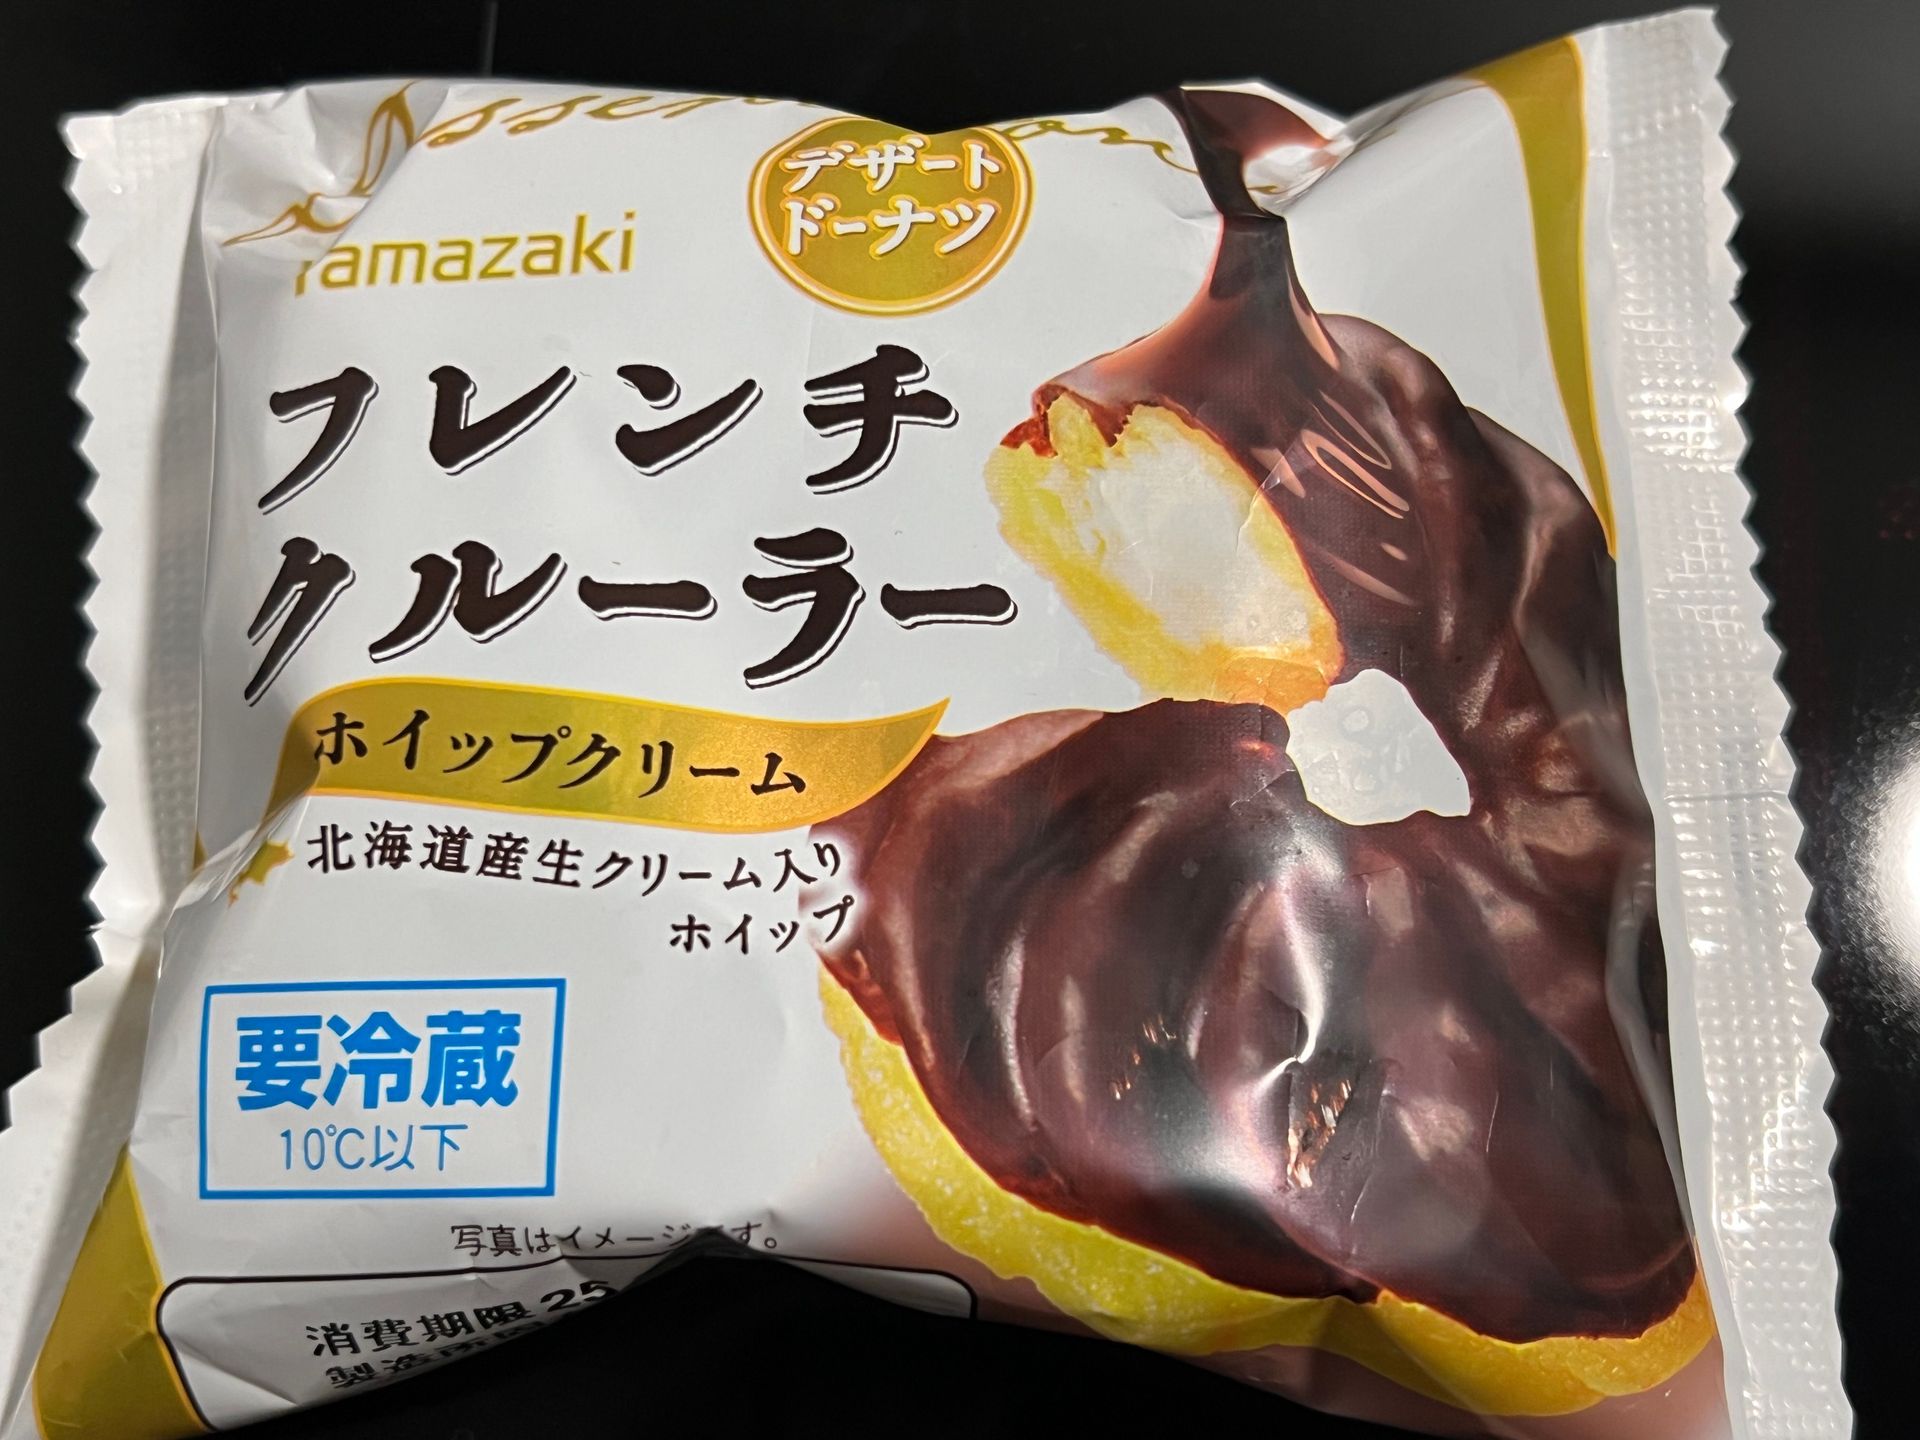 デザート
ドーナツ
Yamazaki
フレンチ
クルーラー
ホイップクリーム
北海道産生クリーム入り
ホイップ
要冷蔵
10℃以下
写真はイメージです。
消費期限 25